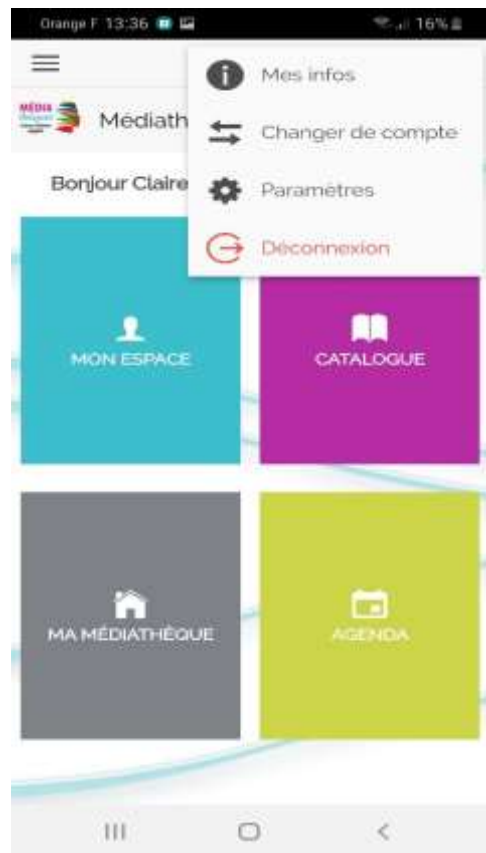 Orange F 13:36
16%
Mes infos
MÉDIA
Médiath
Changer de compte
Bonjour Claire
Paramètres
Déconnexion
MON ESPACE
CATALOGUE
MA MÉDIATHÈQUE
AGENDA